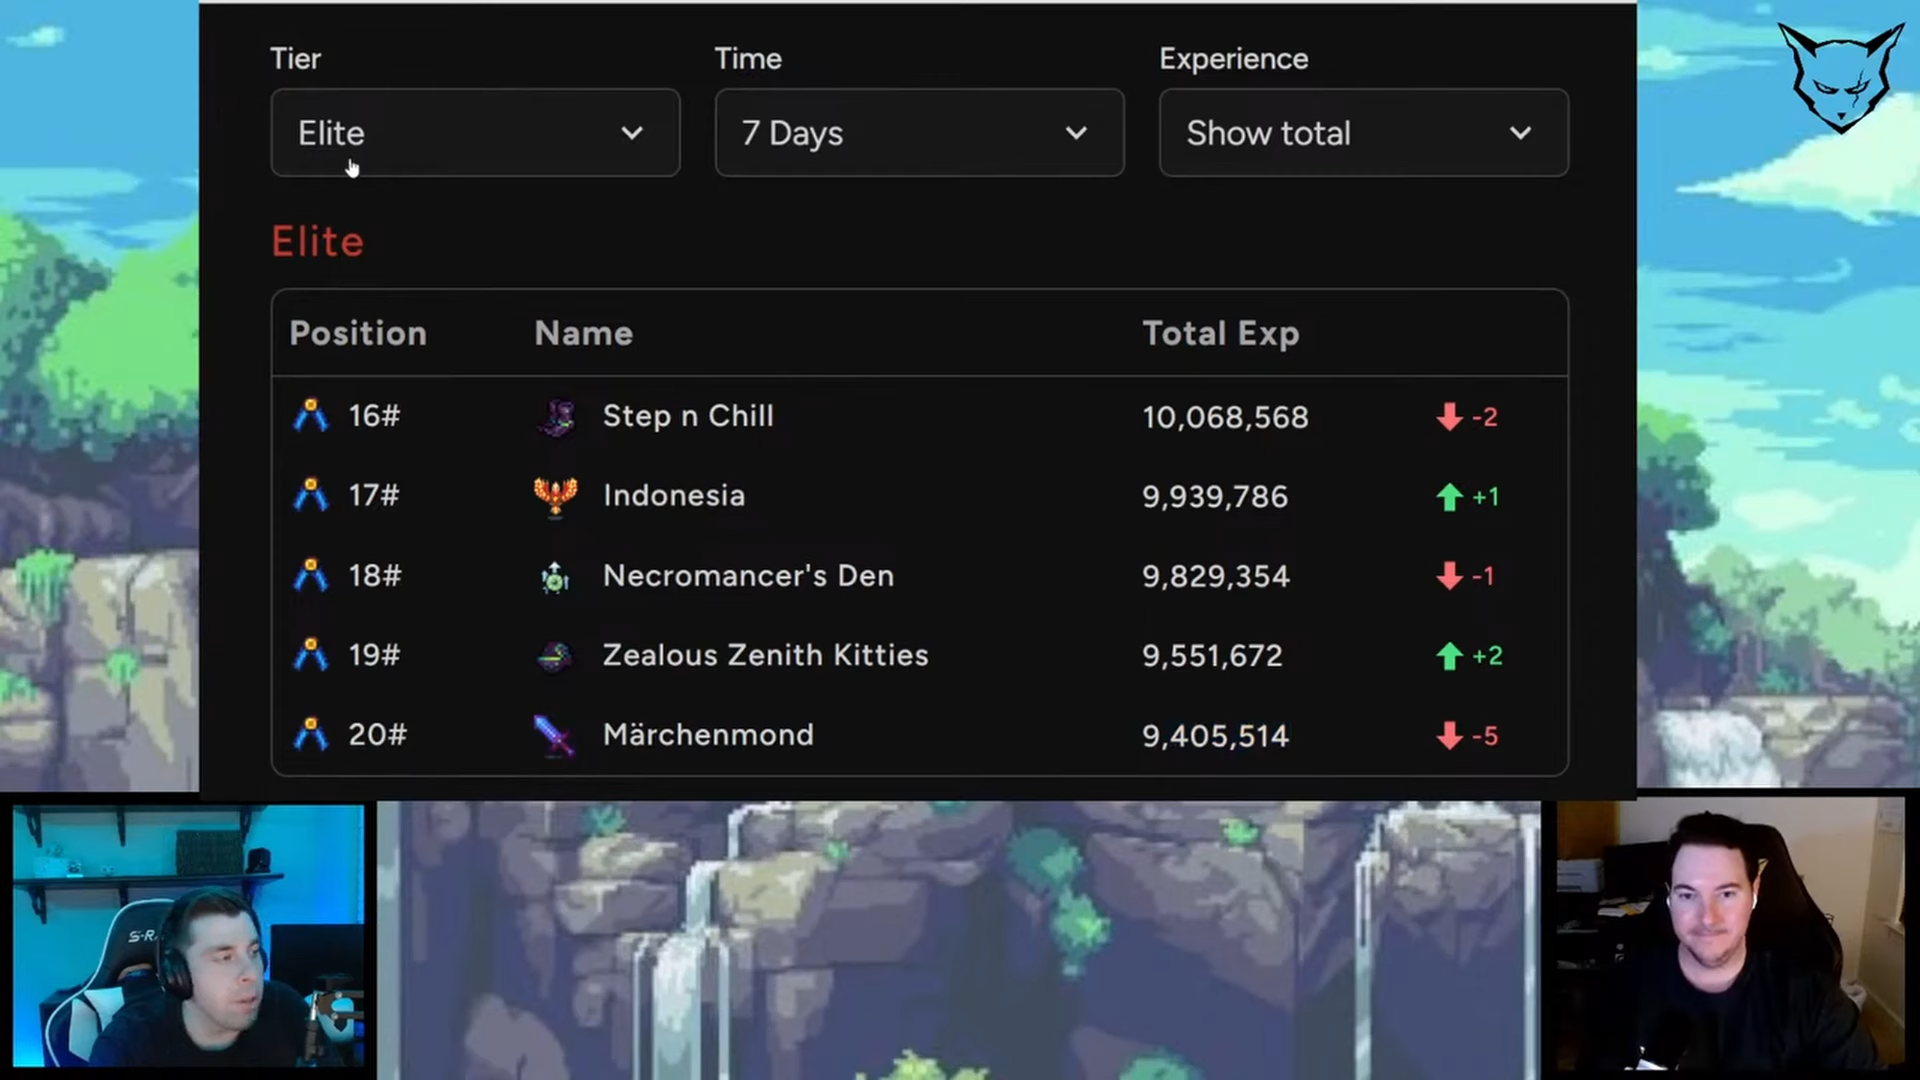 Tier Time Experience
Elite 7 Days Show total
Elite
Position Name Total Exp
16# Step n Chill 10,068,568 -2
17# Indonesia 9,939,786 +1
18# Necromancer's Den 9,829,354 -1
19# Zealous Zenith Kitties 9,551,672 +2
20# Märchenmond 9,405,514 -5